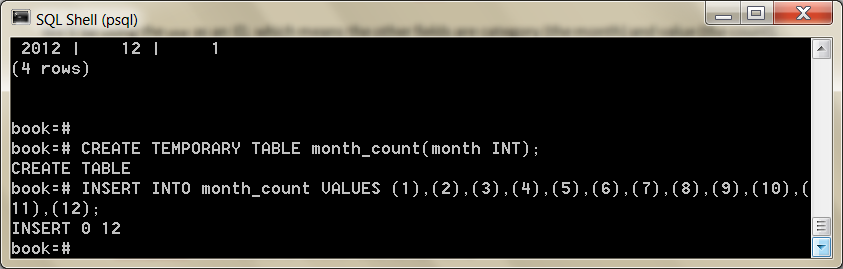 SQL Shell (psql)
2012 |    12 |     1
(4 rows)
book=#
book=# CREATE TEMPORARY TABLE month_count(month INT);
CREATE TABLE
book=# INSERT INTO month_count VALUES (1),(2),(3),(4),(5),(6),(7),(8),(9),(10),(
11),(12);
INSERT 0 12
book=#